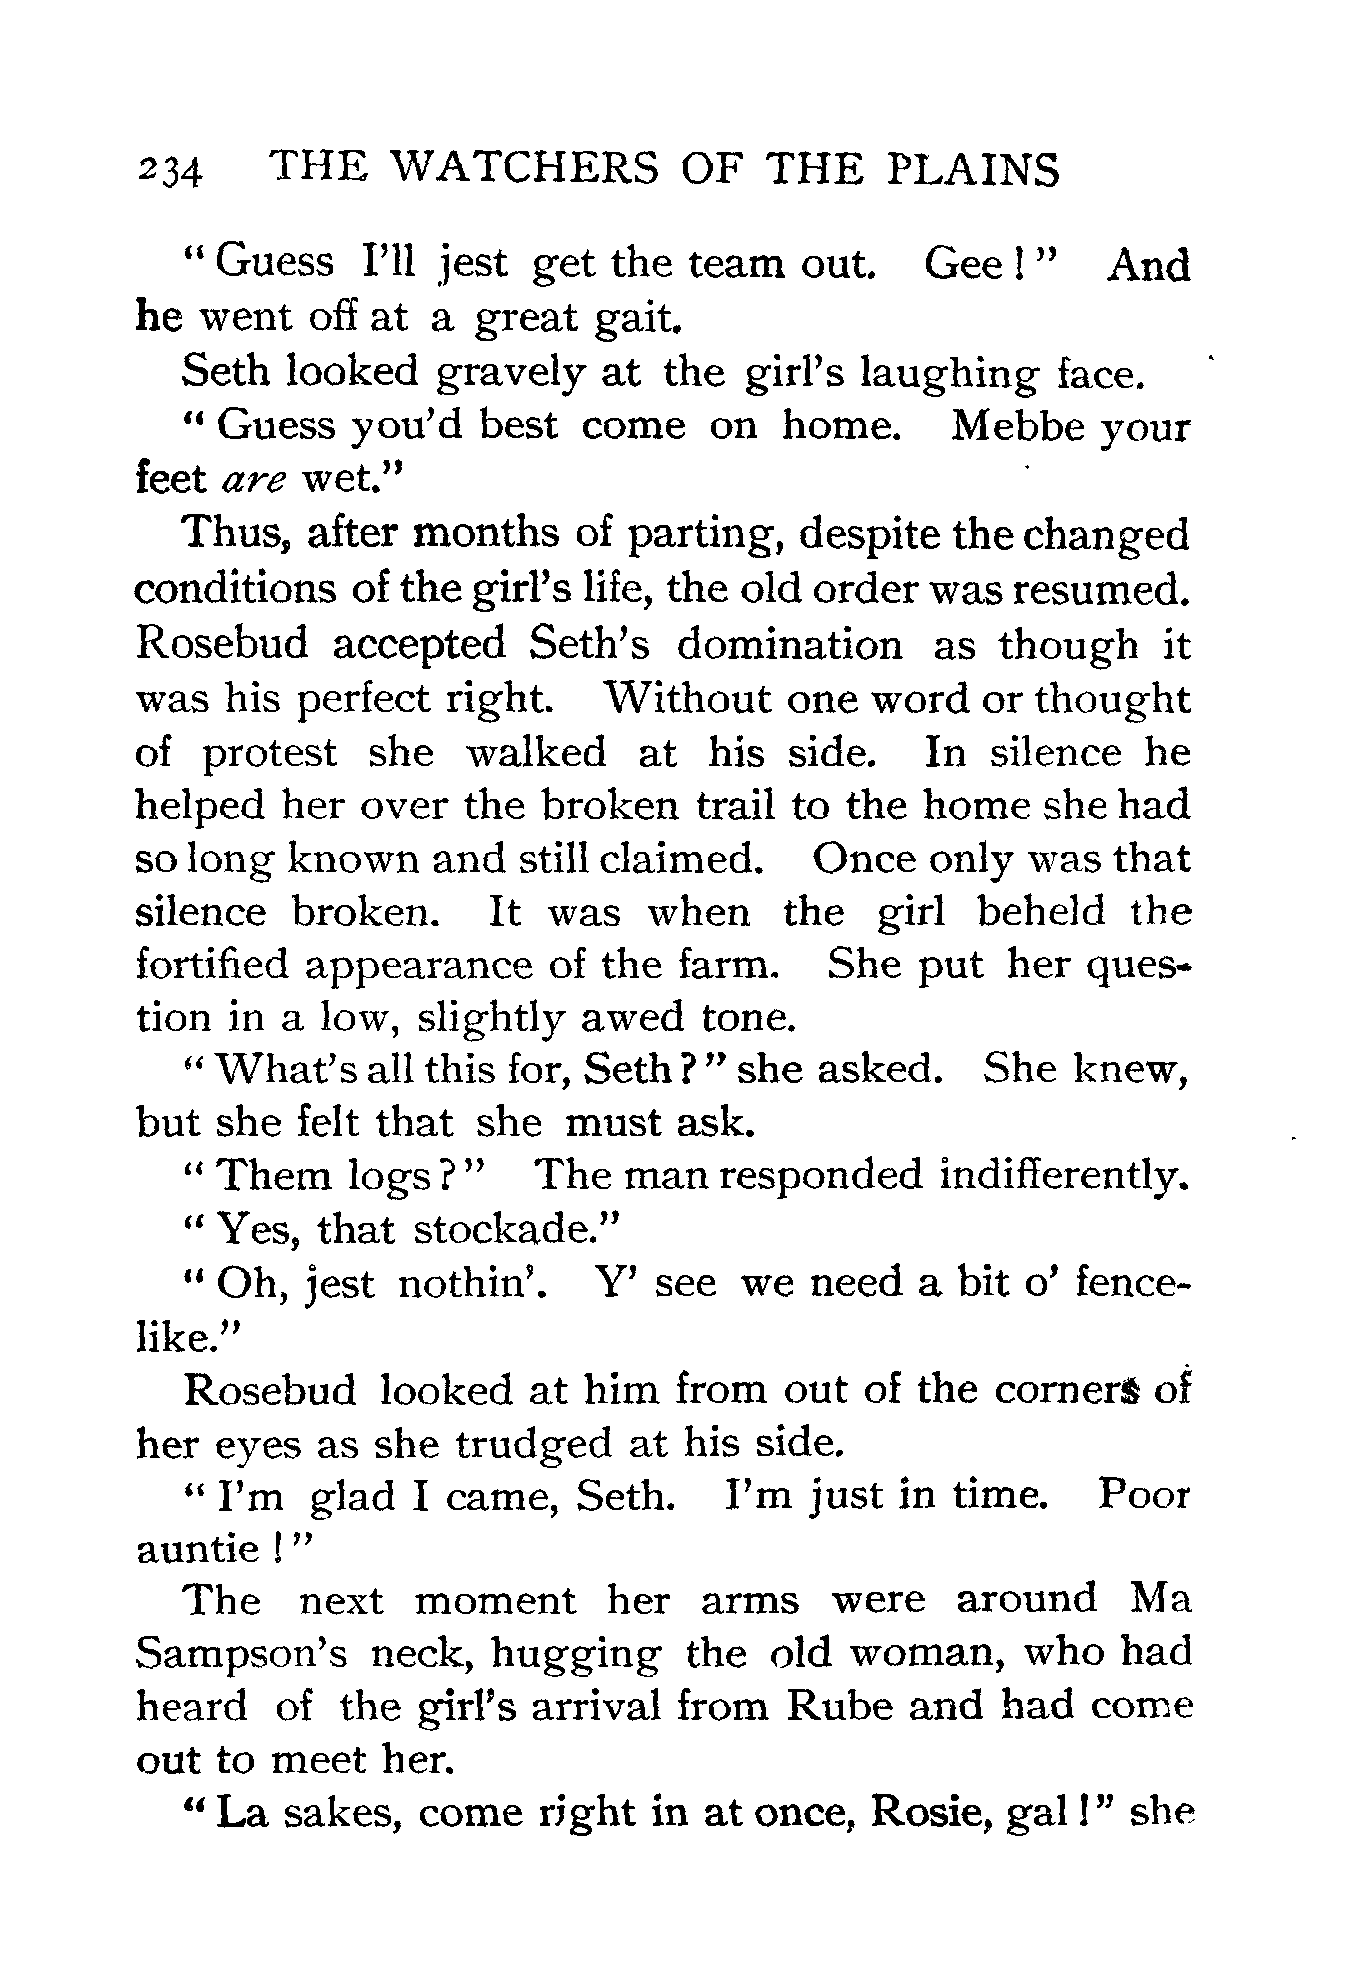 234 THE WATCHERS OF THE PLAINS
“ Guess I’ll jest get the team out. Gee ! ” And
he went off at a great gait.
Seth looked gravely at the girl’s laughing face.
“ Guess you’d best come on home. Mebbe your
feet are wet.”
Thus, after months of parting, despite the changed
conditions of the girl’s life, the old order was resumed.
Rosebud accepted Seth’s domination as though it
was his perfect right. Without one word or thought
of protest she walked at his side. In silence he
helped her over the broken trail to the home she had
so long known and still claimed. Once only was that
silence broken. It was when the girl beheld the
fortified appearance of the farm. She put her ques-
tion in a low, slightly awed tone.
“ What’s all this for, Seth ? ” she asked. She knew,
but she felt that she must ask.
“ Them logs ? ” The man responded indifferently.
“ Yes, that stockade.”
“ Oh, jest nothin’. Y’ see we need a bit o’ fence-
like.”
Rosebud looked at him from out of the corners of
her eyes as she trudged at his side.
“ I’m glad I came, Seth. I’m just in time. Poor
auntie ! ”
The next moment her arms were around Ma
Sampson’s neck, hugging the old woman, who had
heard of the girl’s arrival from Rube and had come
out to meet her.
“ La sakes, come right in at once, Rosie, gal ! ” she